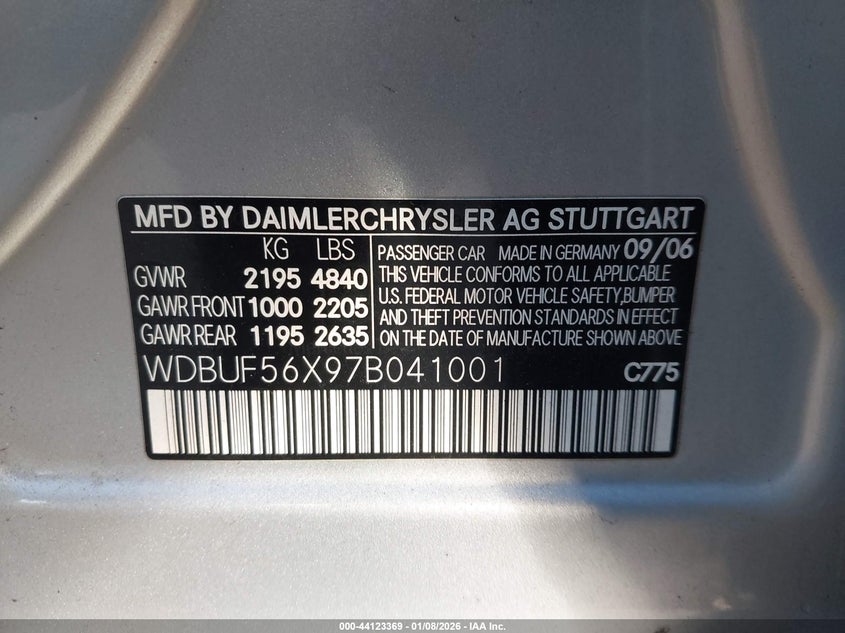 MFD BY DAIMLERCHRYSLER AG STUTTGART
KG LBS
GVWR 2195 4840
GAWR FRONT 1000 2205
GAWR REAR 1195 2635
PASSENGER CAR MADE IN GERMANY 09/06
THIS VEHICLE CONFORMS TO ALL APPLICABLE
U.S. FEDERAL MOTOR VEHICLE SAFETY,BUMPER
AND THEFT PREVENTION STANDARDS IN EFFECT
ON THE DATE OF MANUFACTURE SHOWN ABOVE
WDBUF56X97B041001 C775
000-44123369 - 01/08/2026 - IAA Inc.